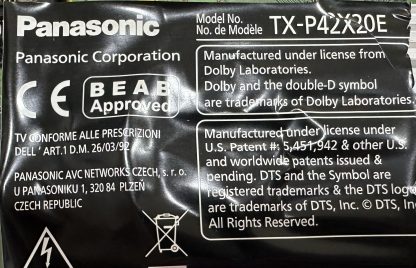 Panasonic
Model No.
No. de Modèle
TX-P42X20E
Panasonic Corporation
CE
BEAB
Approved
Manufactured under license from
Dolby Laboratories.
Dolby and the double-D symbol
are trademarks of Dolby Laboratories.
TV CONFORME ALLE PRESCRIZIONI
DELL ' ART.1 D.M. 26/03/92
PANASONIC AVC NETWORKS CZECH, s. r. o.
U PANASONIKU 1, 320 84 PLZEŇ
CZECH REPUBLIC
Manufactured under license under
U.S. Patent #: 5,451,942 & other U.S.
and worldwide patents issued &
pending. DTS and the Symbol are
registered trademarks & the DTS logo
are trademarks of DTS, Inc. © DTS, In
All Rights Reserved.